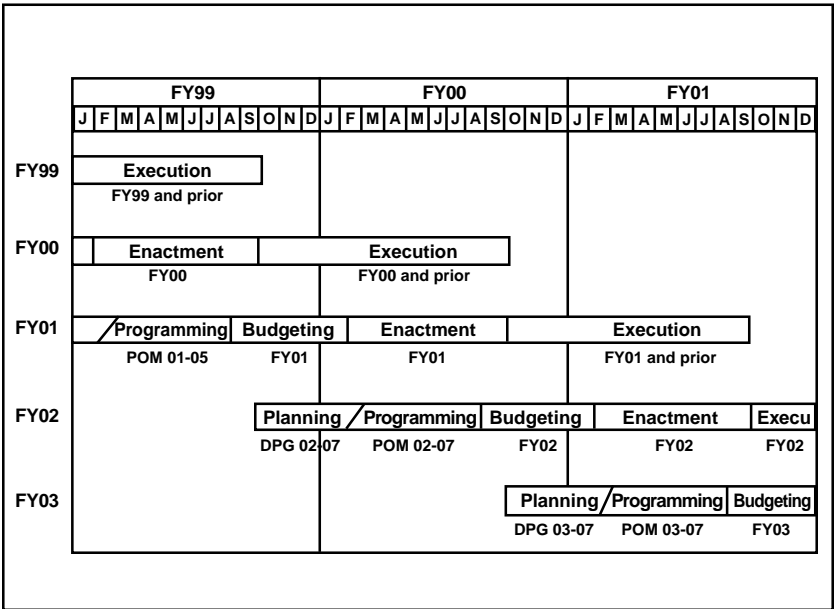 FY99 FY00 FY01
J F M A M J J A S O N D J F M A M J J A S O N D J F M A M J J A S O N D
FY99 Execution
FY99 and prior
FY00 Enactment Execution
FY00 FY00 and prior
FY01 Programming Budgeting Enactment Execution
POM 01-05 FY01 FY01 FY01 and prior
FY02 Planning Programming Budgeting Enactment Execu
DPG 02-07 POM 02-07 FY02 FY02 FY02
FY03 Planning Programming Budgeting
DPG 03-07 POM 03-07 FY03